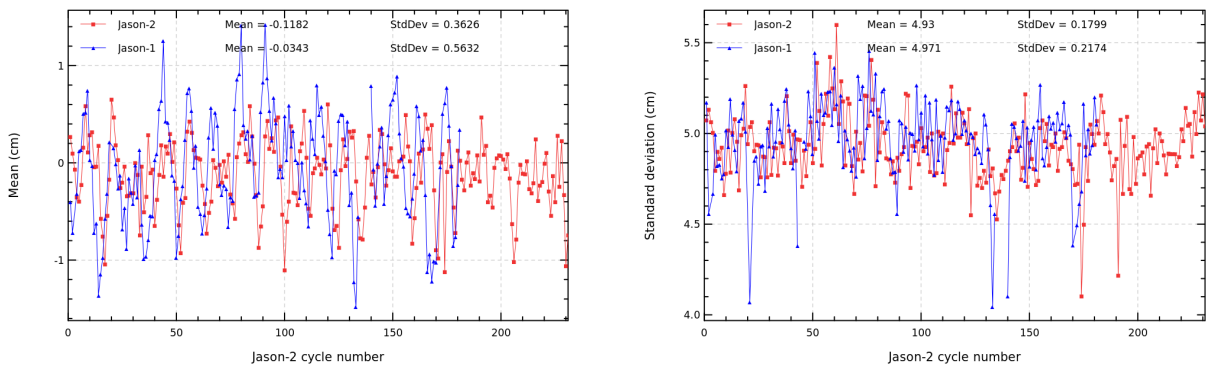 Jason-2 Mean = -0.1182 StdDev = 0.3626
Jason-1 Mean = -0.0343 StdDev = 0.5632
Mean (cm)
1
0
-1
0 50 100 150 200
Jason-2 cycle number
Jason-2 Mean = 4.93 StdDev = 0.1799
Jason-1 Mean = 4.971 StdDev = 0.2174
Standard deviation (cm)
5.5
5.0
4.5
4.0
0 50 100 150 200
Jason-2 cycle number